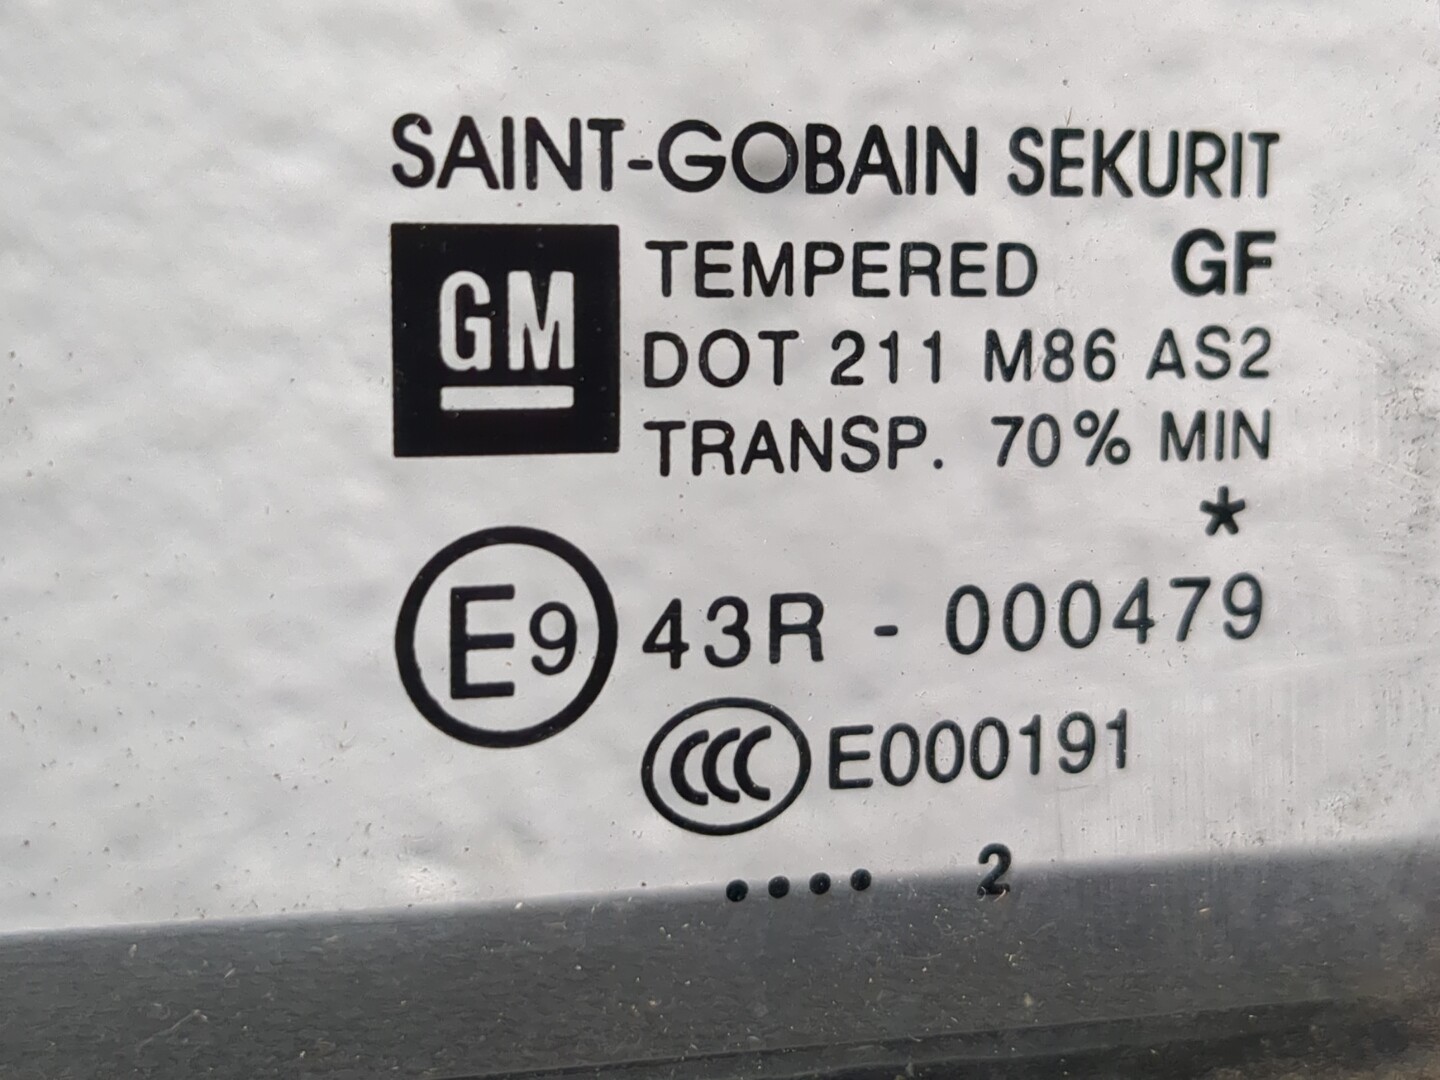 SAINT-GOBAIN SEKURIT
GM
TEMPERED GF
DOT 211 M86 AS2
TRANSP. 70% MIN
*
E9 43R - 000479
CCC E000191
.... 2